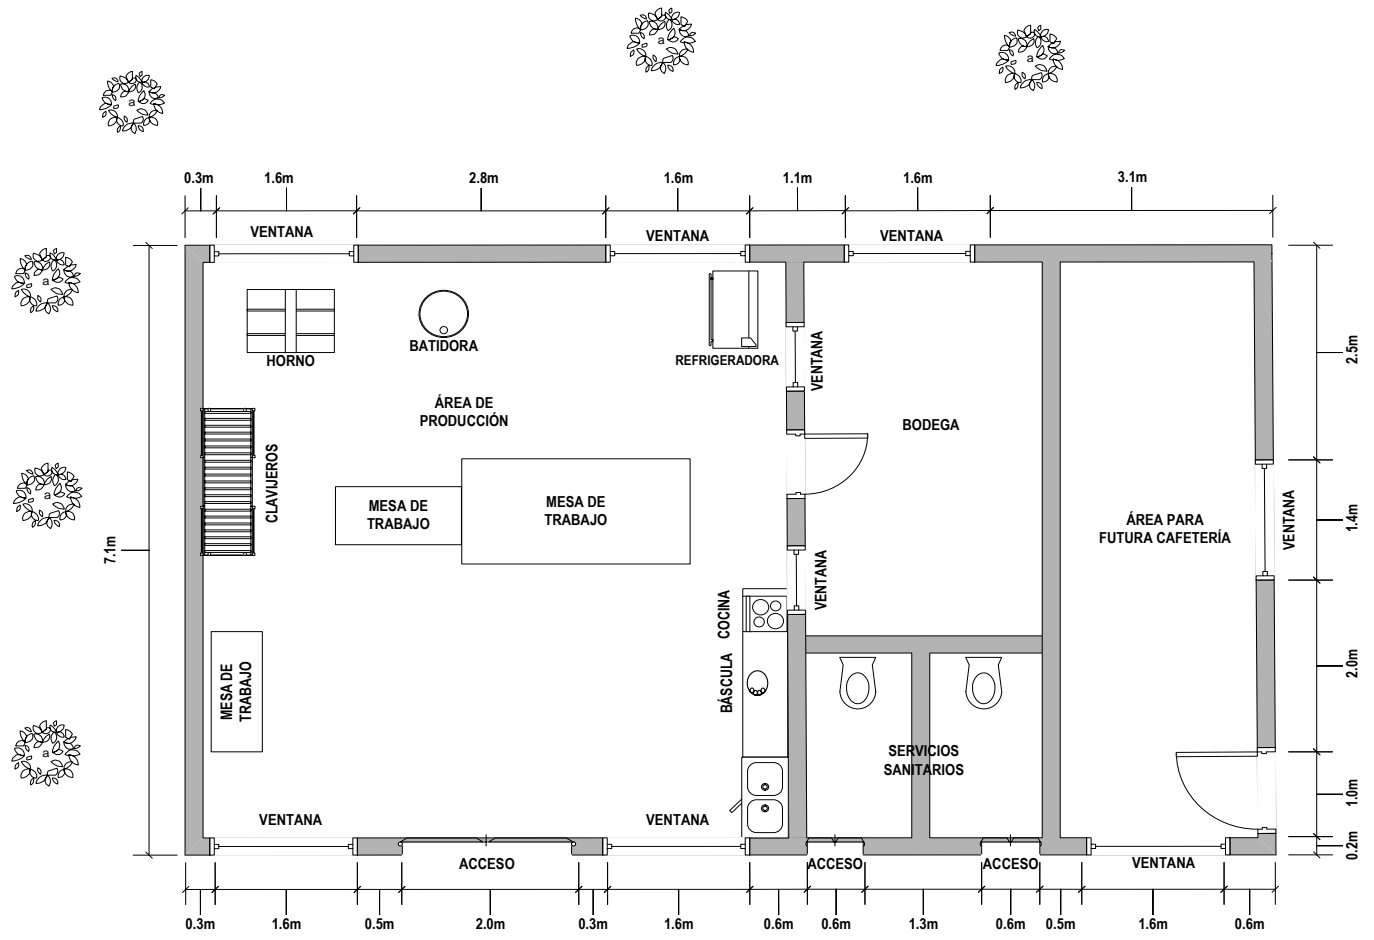 a
a
a
0.3m 1.6m 2.8m 1.6m 1.1m 1.6m 3.1m
VENTANA VENTANA VENTANA
a
HORNO
BATIDORA
REFRIGERADORA
VENTANA
2.5m
ÁREA DE
PRODUCCIÓN
BODEGA
CLAVIJEROS
a
MESA DE
TRABAJO
MESA DE
TRABAJO
ÁREA PARA
FUTURA CAFETERÍA
VENTANA
1.4m
7.1m
VENTANA
COCINA
BÁSCULA
MESA DE
TRABAJO
2.0m
a
SERVICIOS
SANITARIOS
1.0m
VENTANA VENTANA
0.2m
ACCESO ACCESO ACCESO VENTANA
0.3m 1.6m 0.5m 2.0m 0.3m 1.6m 0.6m 0.6m 1.3m 0.6m 0.5m 1.6m 0.6m